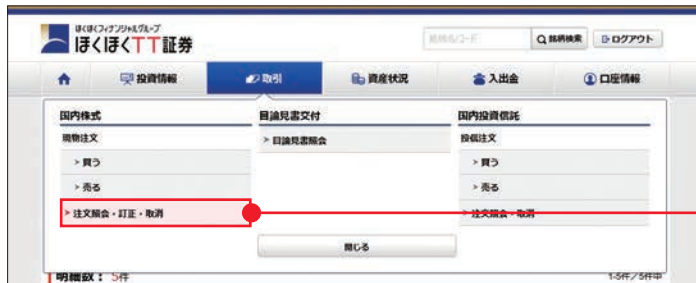 ほくほくフィナンシャルグループ
ほくほくTT証券
銘柄名/コード
銘柄検索
ログアウト
投資情報
取引
資産状況
入出金
口座情報
国内株式
目論見書交付
国内投資信託
現物注文
> 目論見書照会
投信注文
> 買う
> 買う
> 売る
> 売る
> 注文照会・訂正・取消
> 注文照会・取消
閉じる
明細数: 5件
1-5件/5件中